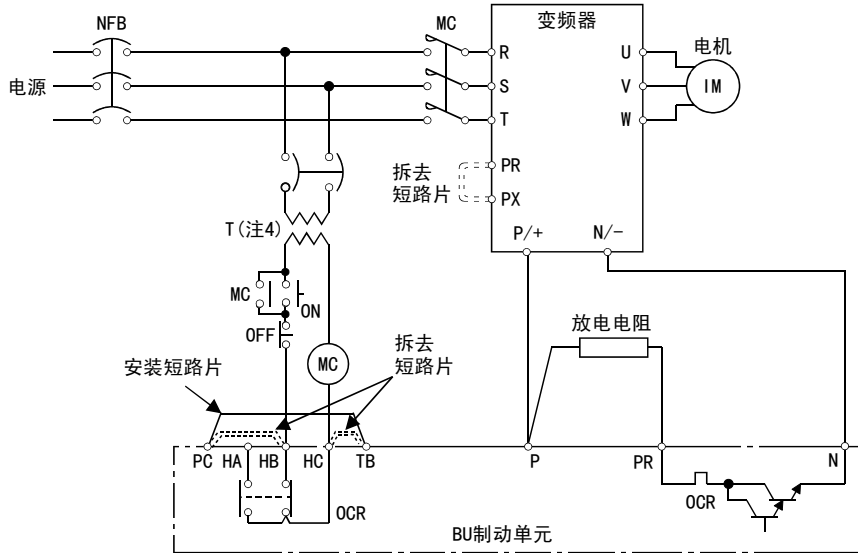 NFB
MC
变频器
R
U
电机
电源
S
V
IM
T
W
拆去
短路片
PR
PX
P/+
N/-
T(注4)
MC
ON
OFF
放电电阻
拆去
短路片
MC
安装短路片
PC
HA
HB
HC
TB
P
PR
N
OCR
OCR
BU制动单元